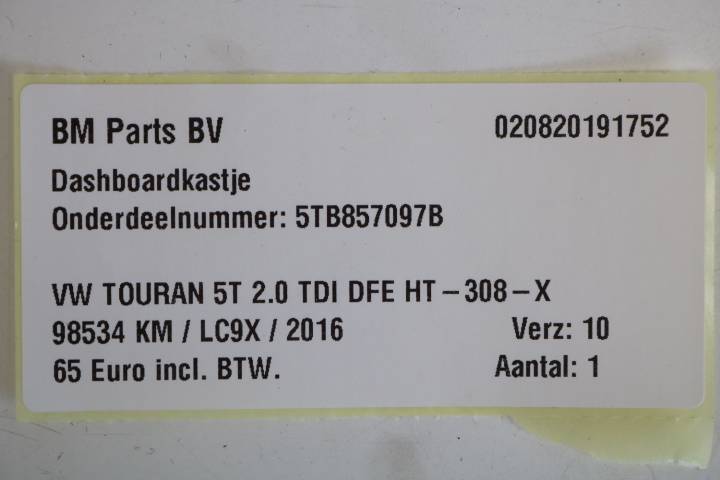 BM Parts BV 020820191752
Dashboardkastje
Onderdeelnummer: 5TB857097B
VW TOURAN 5T 2.0 TDI DFE HT-308-X
98534 KM / LC9X / 2016 Verz: 10
65 Euro incl. BTW. Aantal: 1